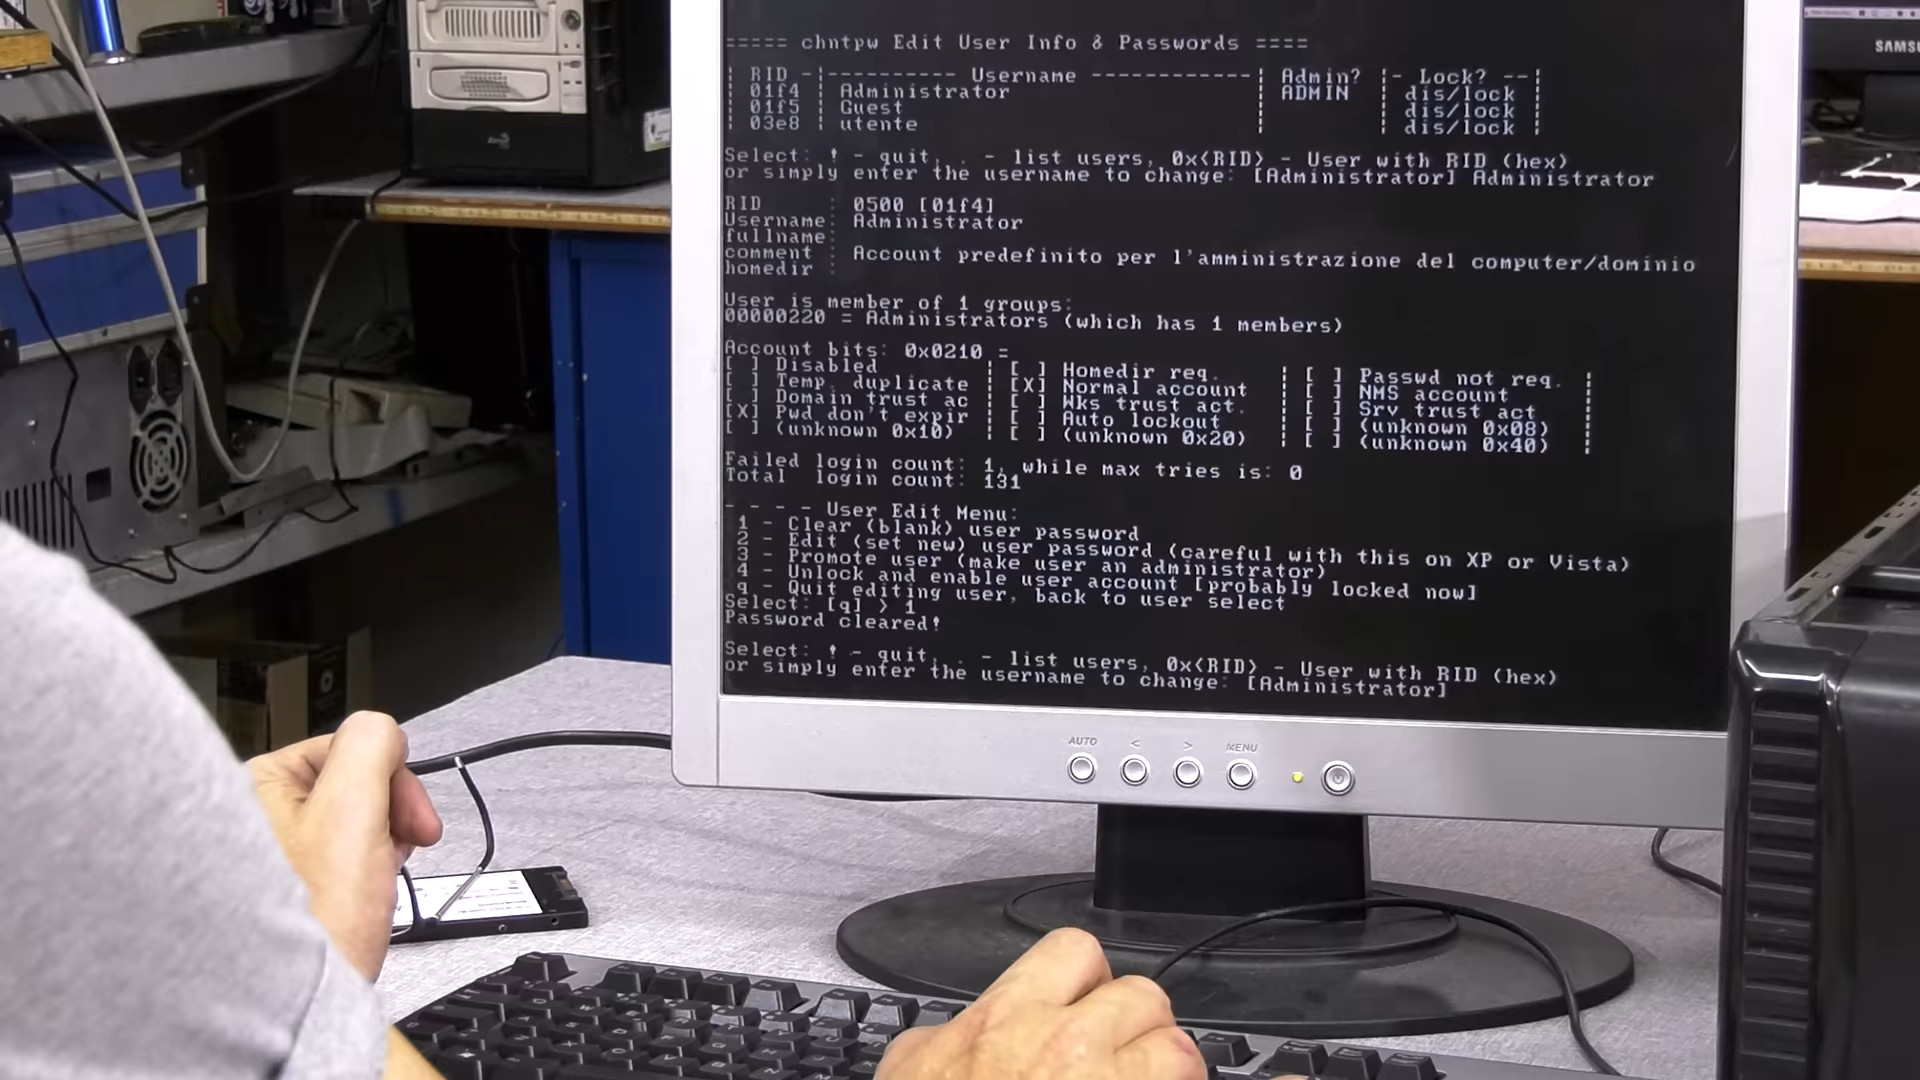 ===== chntpw Edit User Info & Passwords ====
| RID -|---------- Username ------------| Admin? |- Lock? --|
| 01f4 | Administrator | ADMIN | dis/lock |
| 01f5 | Guest | | dis/lock |
| 03e8 | utente | | dis/lock |
Select: ! - quit, . - list users, 0x<RID> - User with RID (hex)
or simply enter the username to change: [Administrator] Administrator
RID : 0500 [01f4]
Username: Administrator
fullname:
comment : Account predefinito per l'amministrazione del computer/dominio
homedir :
User is member of 1 groups:
00000220 = Administrators (which has 1 members)
Account bits: 0x0210 =
[ ] Disabled | [ ] Homedir req. | [ ] Passwd not req. |
[ ] Temp. duplicate | [X] Normal account | [ ] NMS account |
[ ] Domain trust ac | [ ] Wks trust act. | [ ] Srv trust act |
[X] Pwd don't expir | [ ] Auto lockout | [ ] (unknown 0x08) |
[ ] (unknown 0x10) | [ ] (unknown 0x20) | [ ] (unknown 0x40) |
Failed login count: 1, while max tries is: 0
Total login count: 131
- - - - User Edit Menu:
1 - Clear (blank) user password
2 - Edit (set new) user password (careful with this on XP or Vista)
3 - Promote user (make user an administrator)
4 - Unlock and enable user account [probably locked now]
q - Quit editing user, back to user select
Select: [q] > 1
Password cleared!
Select: ! - quit, . - list users, 0x<RID> - User with RID (hex)
or simply enter the username to change: [Administrator]
AUTO < > MENU
SAMSU